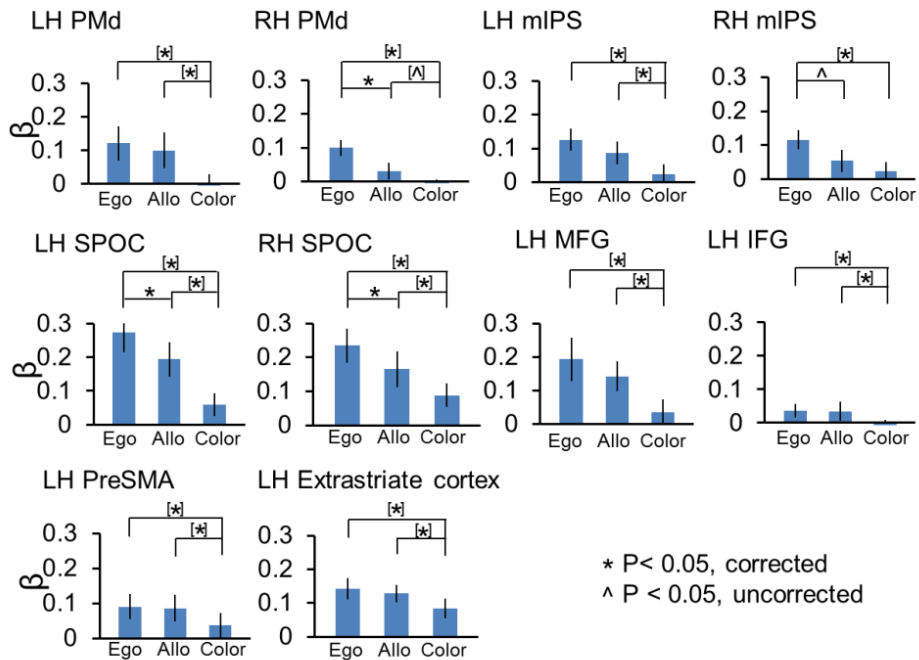 LH PMd
RH PMd
LH mIPS
RH mIPS
[*]
[*]
[*]
[*]
[*]
*
[^]
[*]
^
0.3
0.3
0.3
0.3
0.2
0.2
0.2
0.2
β
0.1
0.1
0.1
0.1
0
0
0
0
Ego Allo Color
Ego Allo Color
Ego Allo Color
Ego Allo Color
LH SPOC
RH SPOC
LH MFG
LH IFG
[*]
[*]
[*]
[*]
*
[*]
*
[*]
[*]
[*]
0.3
0.3
0.3
0.3
0.2
0.2
0.2
0.2
β
0.1
0.1
0.1
0.1
0
0
0
0
Ego Allo Color
Ego Allo Color
Ego Allo Color
Ego Allo Color
LH PreSMA
LH Extrastriate cortex
[*]
[*]
[*]
[*]
0.3
0.3
0.2
0.2
β
0.1
0.1
0
0
Ego Allo Color
Ego Allo Color
* P< 0.05, corrected
^ P < 0.05, uncorrected